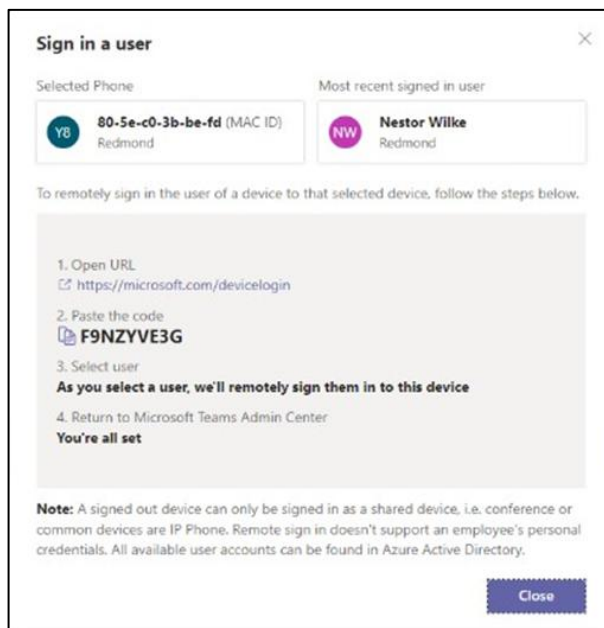 Sign in a user
Selected Phone
Most recent signed in user
Y8
80-5e-c0-3b-be-fd (MAC ID)
Redmond
NW
Nestor Wilke
Redmond
To remotely sign in the user of a device to that selected device, follow the steps below.
1. Open URL
https://microsoft.com/devicelogin
2. Paste the code
F9NZYVE3G
3. Select user
As you select a user, we'll remotely sign them in to this device
4. Return to Microsoft Teams Admin Center
You're all set
Note: A signed out device can only be signed in as a shared device, i.e. conference or
common devices are IP Phone. Remote sign in doesn't support an employee's personal
credentials. All available user accounts can be found in Azure Active Directory.
Close